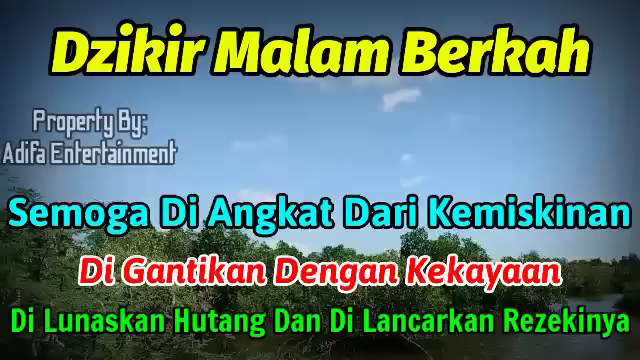 Dzikir Malam Berkah
Property By;
Adifa Entertainment
Semoga Di Angkat Dari Kemiskinan
Di Gantikan Dengan Kekayaan
Di Lunaskan Hutang Dan Di Lancarkan Rezekinya